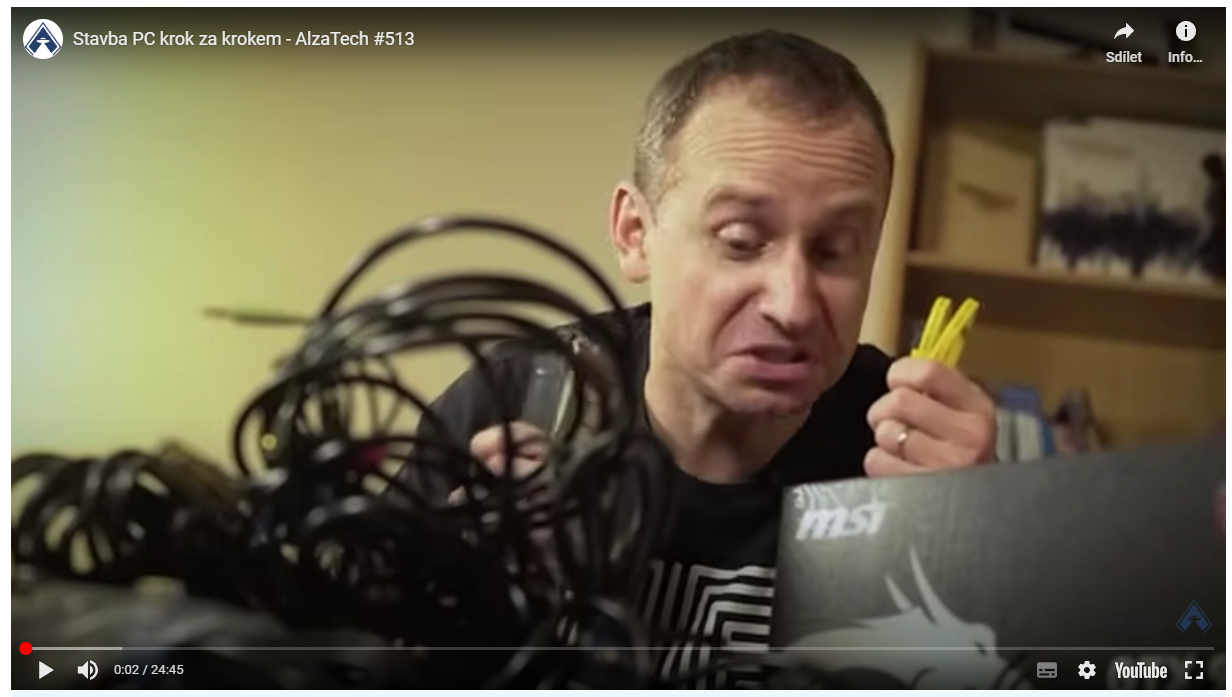 Stavba PC krok za krokem - AlzaTech #513
Sdílet
Info…
msi
0:02 / 24:45
YouTube